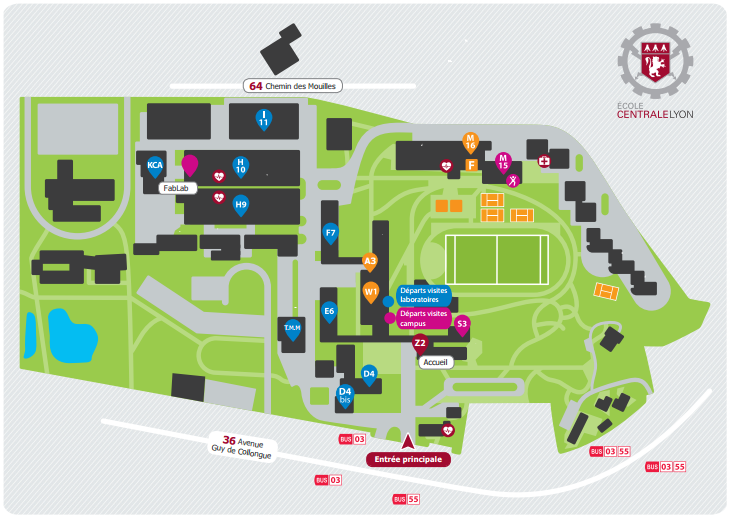 64 Chemin des Mouilles
ÉCOLE
CENTRALELYON
I
11
M
16
KCA
H
10
F
M
15
FabLab
H9
F7
A3
W1
Départs visites
laboratoires
Départs visites
campus
E6
S3
T.M.M
Z2
Accueil
D4
D4
bis
36 Avenue
Guy de Collongue
BUS 03
Entrée principale
BUS 03 55
BUS 03 55
BUS 03
BUS 55